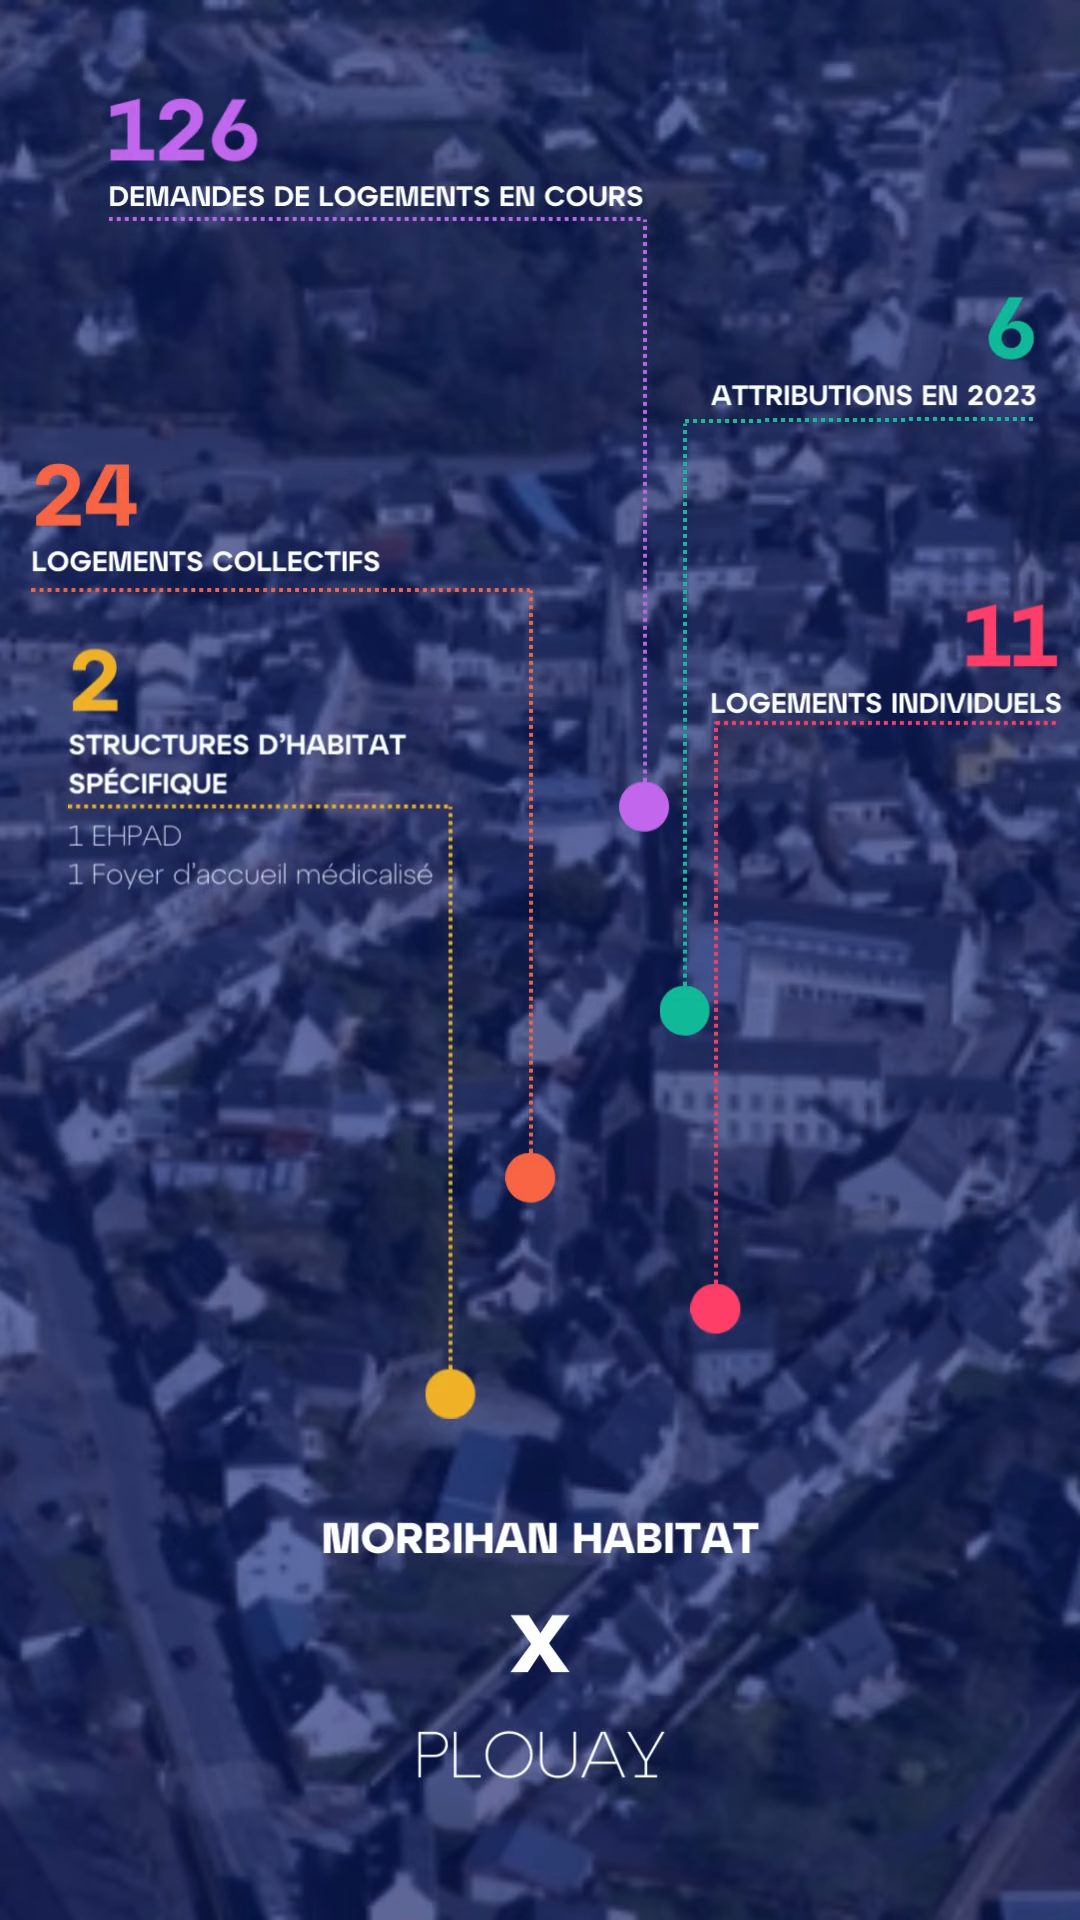 126
DEMANDES DE LOGEMENTS EN COURS
6
ATTRIBUTIONS EN 2023
24
LOGEMENTS COLLECTIFS
11
LOGEMENTS INDIVIDUELS
2
STRUCTURES D'HABITAT
SPÉCIFIQUE
1 EHPAD
1 Foyer d'accueil médicalisé
MORBIHAN HABITAT
X
PLOUAY